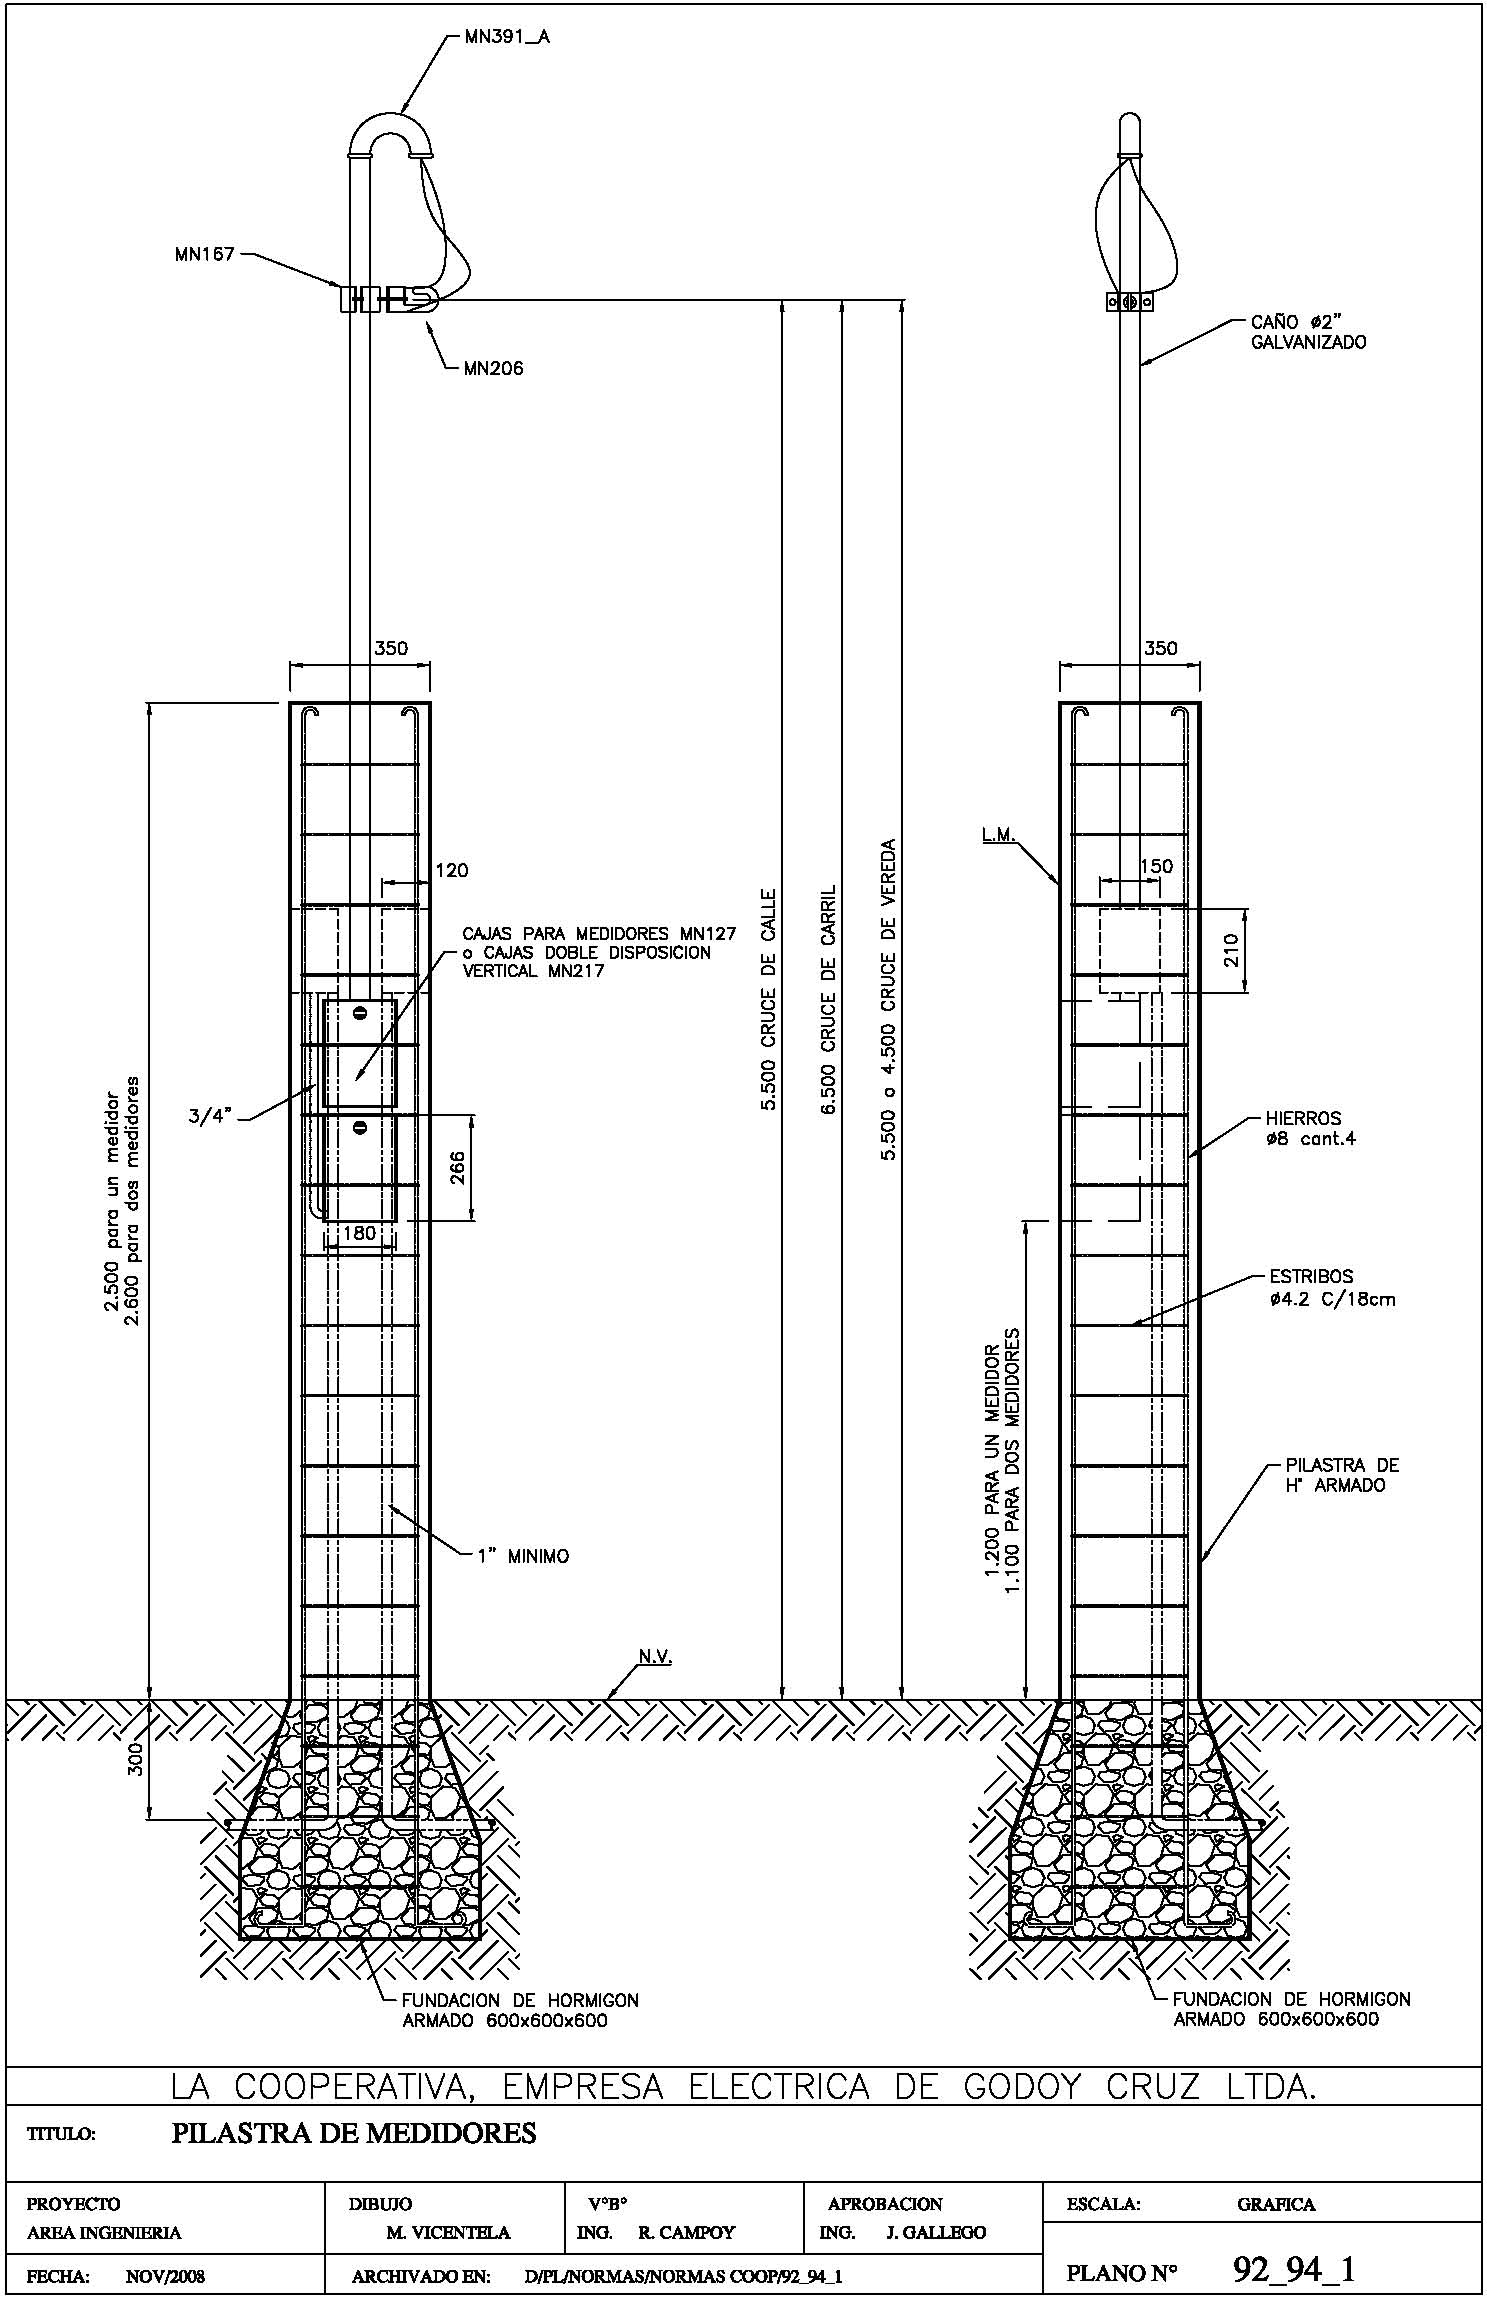 MN391_A
MN167
MN206
CAÑO ø2”
GALVANIZADO
350
350
120
CAJAS PARA MEDIDORES MN127
o CAJAS DOBLE DISPOSICION
VERTICAL MN217
5.500 CRUCE DE CALLE
6.500 CRUCE DE CARRIL
5.500 o 4.500 CRUCE DE VEREDA
L.M.
150
210
3/4”
266
180
2.500 para un medidor
2.600 para dos medidores
HIERROS
ø8 cant.4
ESTRIBOS
ø4.2 C/18cm
1.200 PARA UN MEDIDOR
1.100 PARA DOS MEDIDORES
PILASTRA DE
H° ARMADO
1” MINIMO
N.V.
300
FUNDACION DE HORMIGON
ARMADO 600x600x600
FUNDACION DE HORMIGON
ARMADO 600x600x600
LA COOPERATIVA, EMPRESA ELECTRICA DE GODOY CRUZ LTDA.
TITULO: PILASTRA DE MEDIDORES
PROYECTO
AREA INGENIERIA
DIBUJO
M. VICENTELA
V°B°
ING. R. CAMPOY
APROBACION
ING. J. GALLEGO
ESCALA: GRAFICA
FECHA: NOV/2008
ARCHIVADO EN: D/PL/NORMAS/NORMAS COOP/92_94_1
PLANO N° 92_94_1